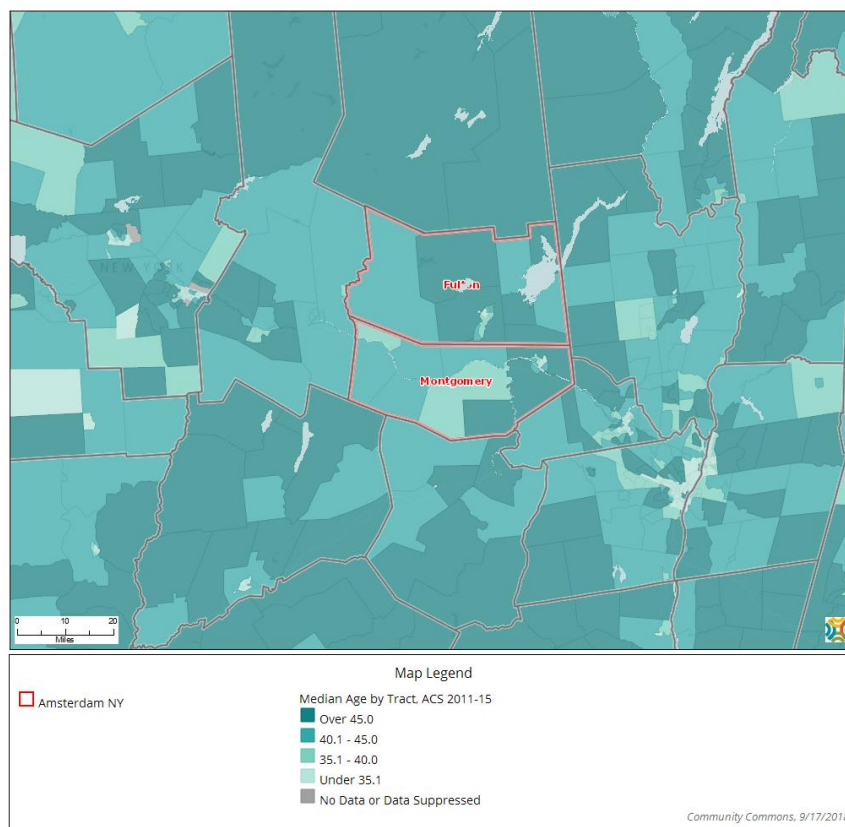 NEW YORK
Fulton
Montgomery
0 10 20
Miles
Map Legend
Amsterdam NY
Median Age by Tract, ACS 2011-15
Over 45.0
40.1 - 45.0
35.1 - 40.0
Under 35.1
No Data or Data Suppressed
Community Commons, 9/17/2018